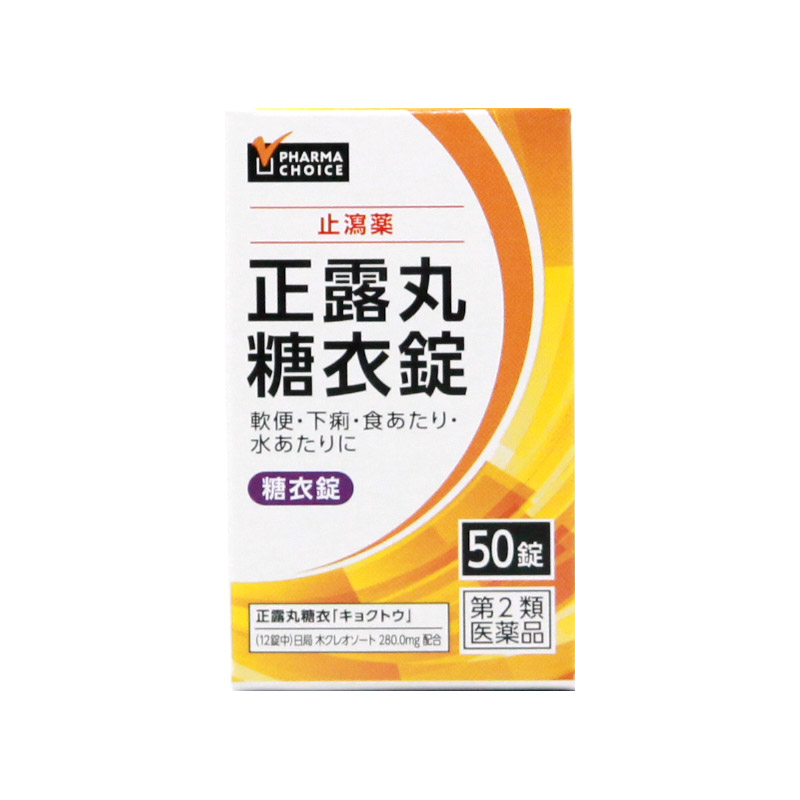 PHARMA
CHOICE
止瀉薬
正露丸
糖衣錠
軟便・下痢・食あたり・
水あたりに
糖衣錠
50錠
第2類
医薬品
正露丸糖衣「キョクトウ」
(12錠中)日局 木クレオソート 280.0mg 配合